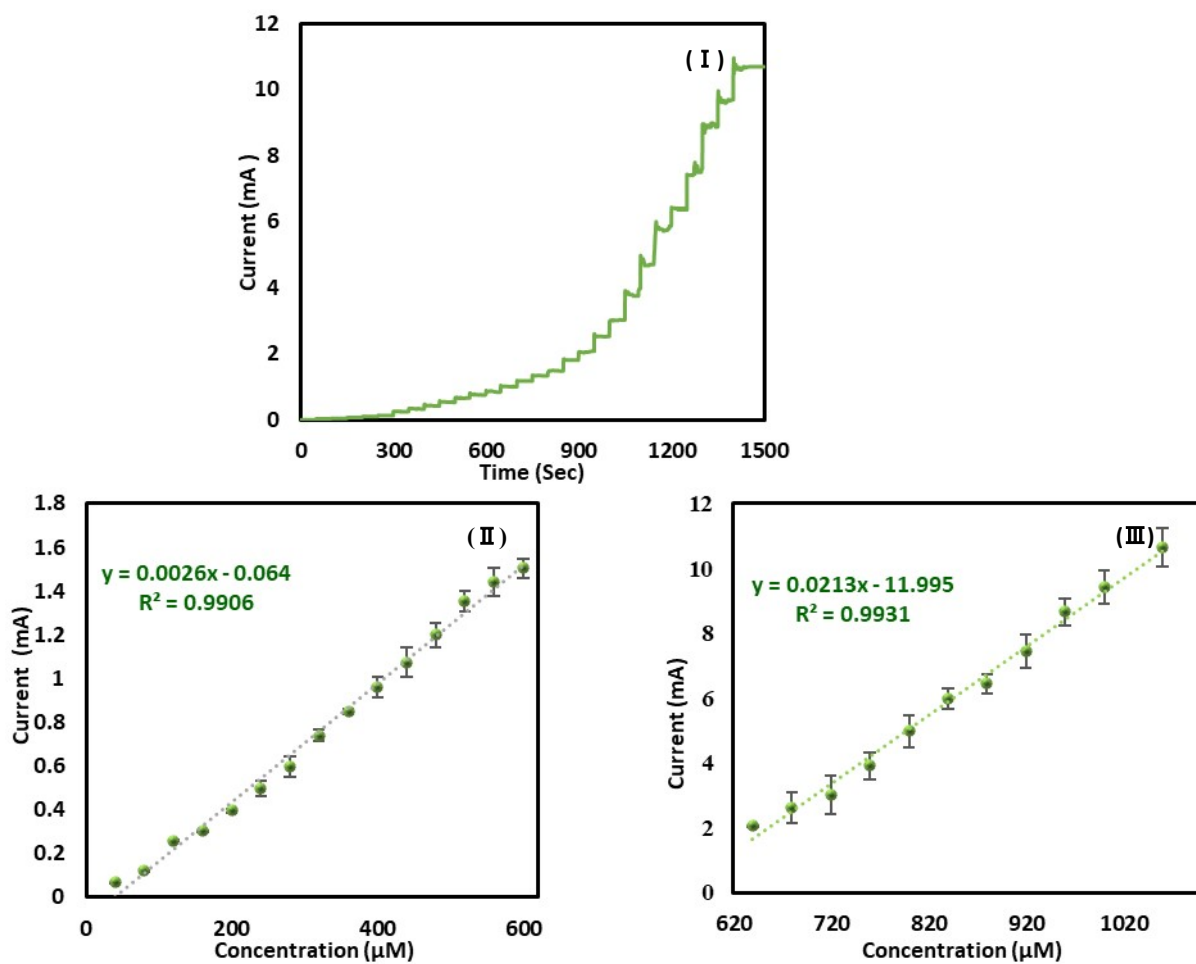 12
10
8
6
4
2
0
Current (mA )
( I )
0 300 600 900 1200 1500
Time (Sec)
1.8
1.6
1.4
1.2
1
0.8
0.6
0.4
0.2
0
Current (mA)
(II)
y = 0.0026x - 0.064
R² = 0.9906
0 200 400 600
Concentration (µM)
12
10
8
6
4
2
0
Current (mA)
(III)
y = 0.0213x - 11.995
R² = 0.9931
620 720 820 920 1020
Concentration (µM)